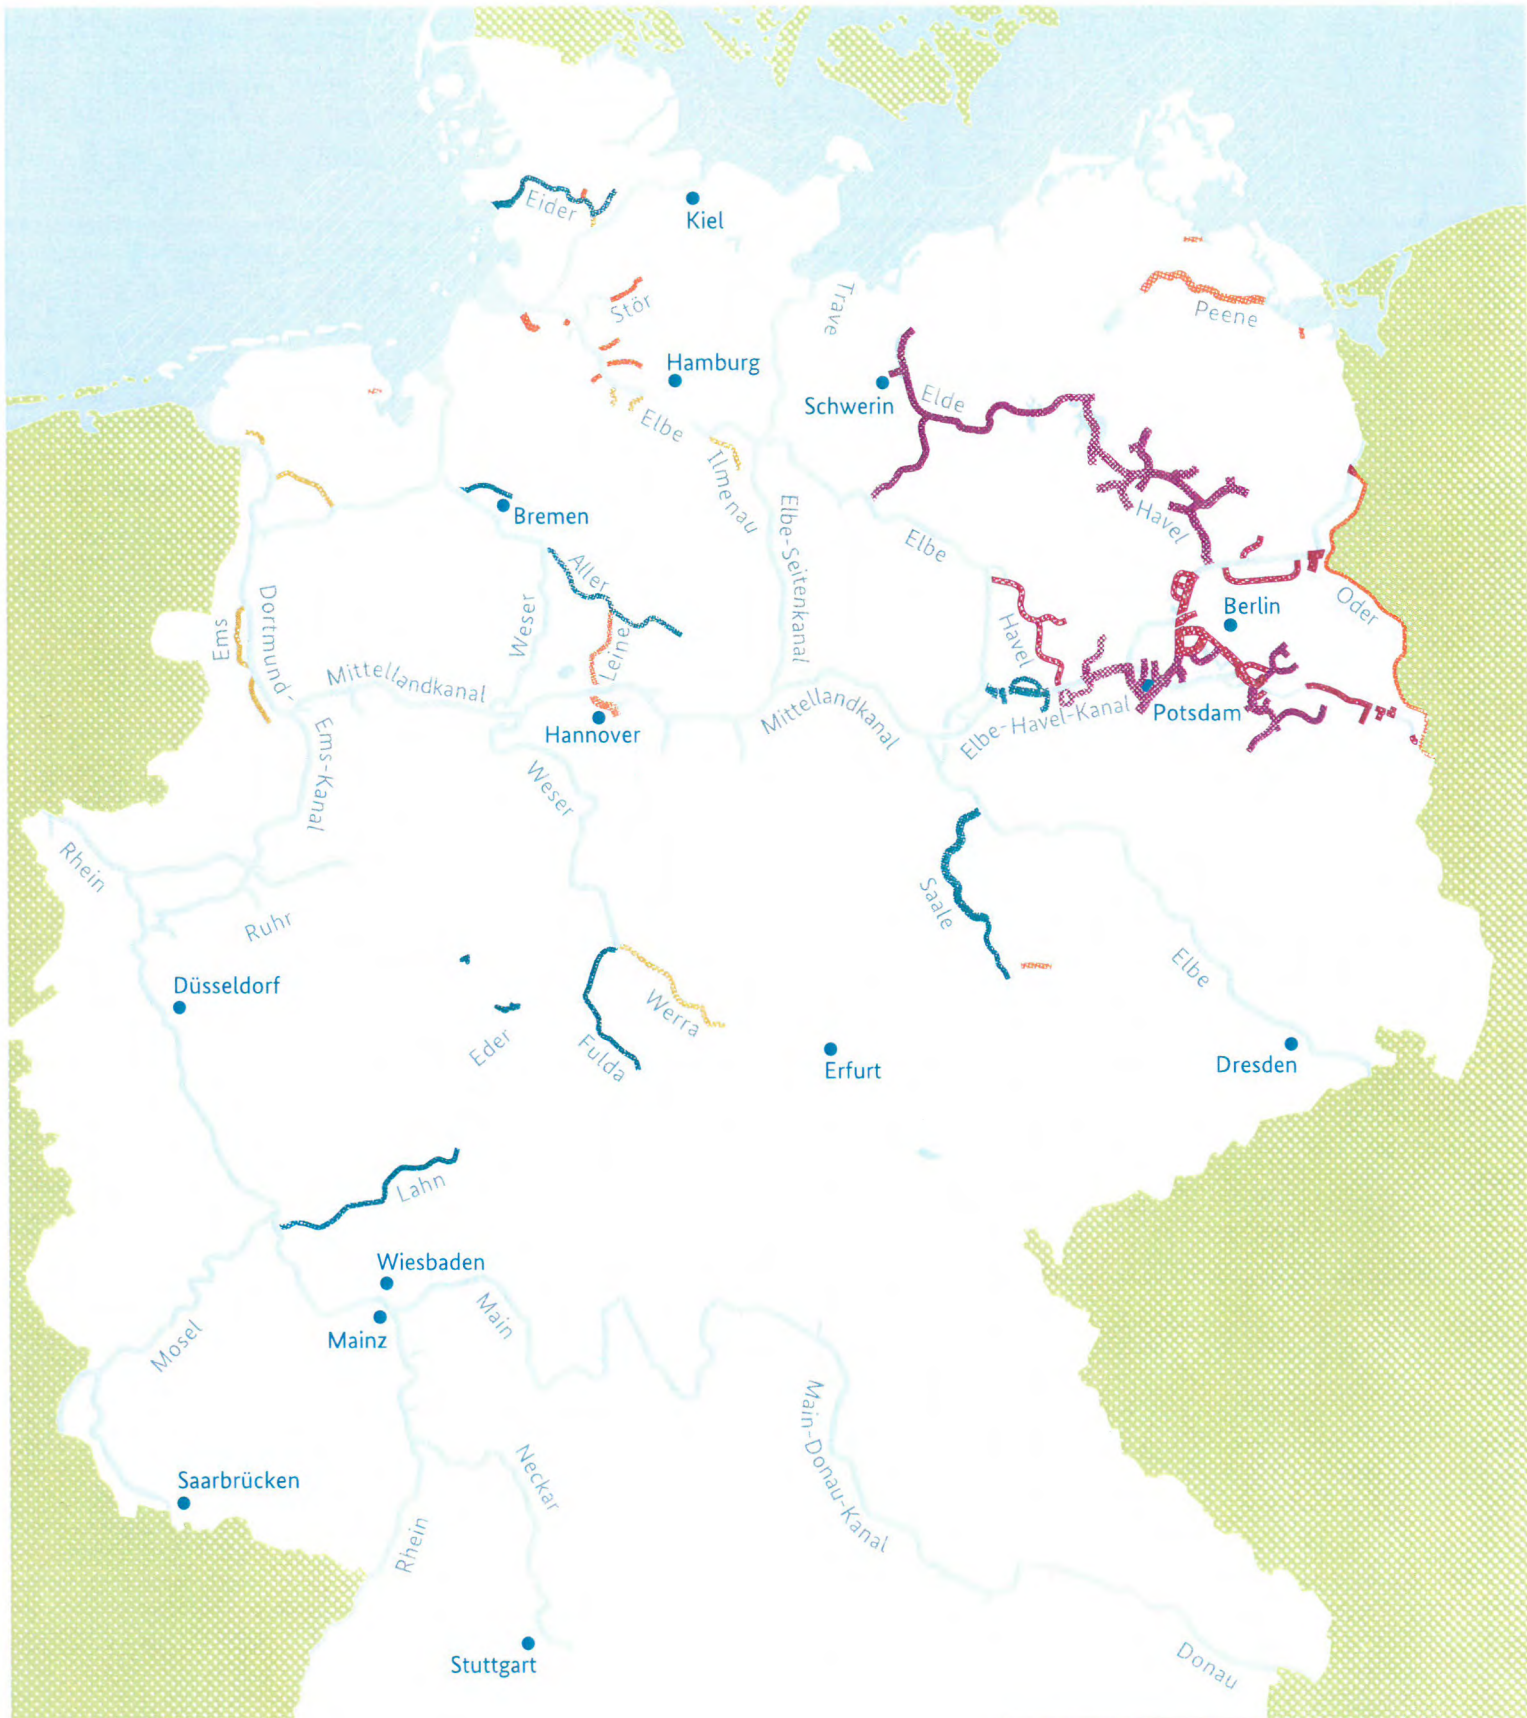 Eider
Kiel
Stör
Trave
Peene
Hamburg
Schwerin
Elde
Elbe
Ilmenau
Bremen
Havel
Elbe-Seitenkanal
Elbe
Aller
Dortmund-
Ems
Weser
Leine
Havel
Berlin
Oder
Mittellandkanal
Mittellandkanal
Elbe-Havel-Kanal
Potsdam
Hannover
Ems-Kanal
Weser
Rhein
Ruhr
Saale
Elbe
Düsseldorf
Werra
Eder
Fulda
Erfurt
Dresden
Lahn
Wiesbaden
Main
Mainz
Mosel
Main-Donau-Kanal
Neckar
Saarbrücken
Rhein
Stuttgart
Donau